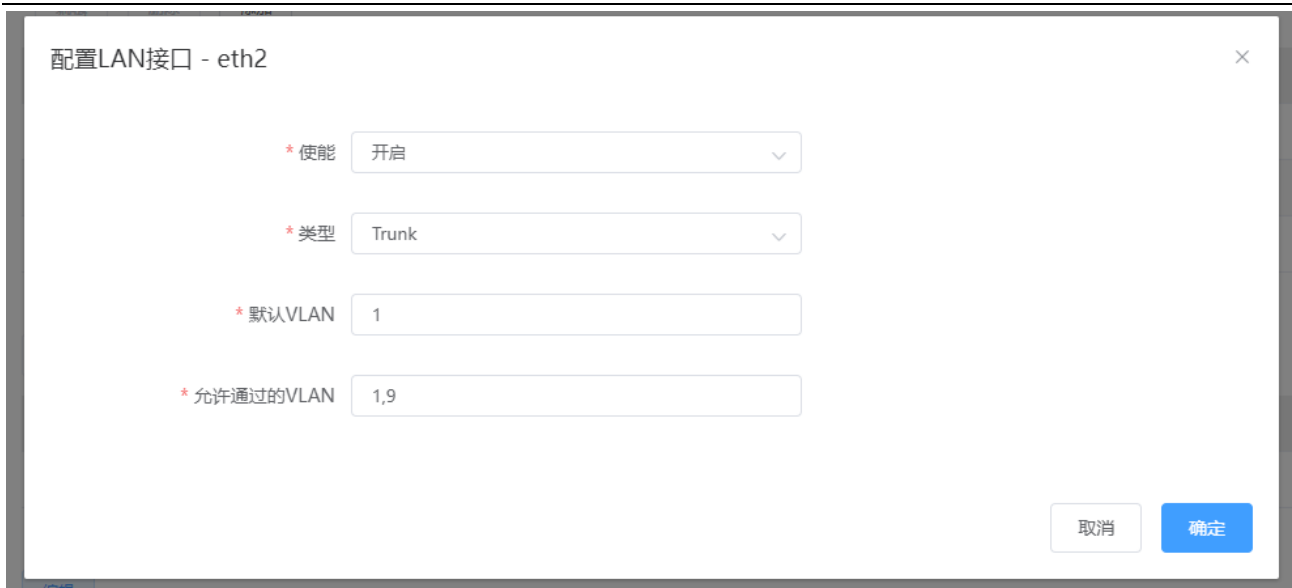 配置LAN接口 - eth2
* 使能 开启
* 类型 Trunk
* 默认VLAN 1
* 允许通过的VLAN 1,9
取消 确定